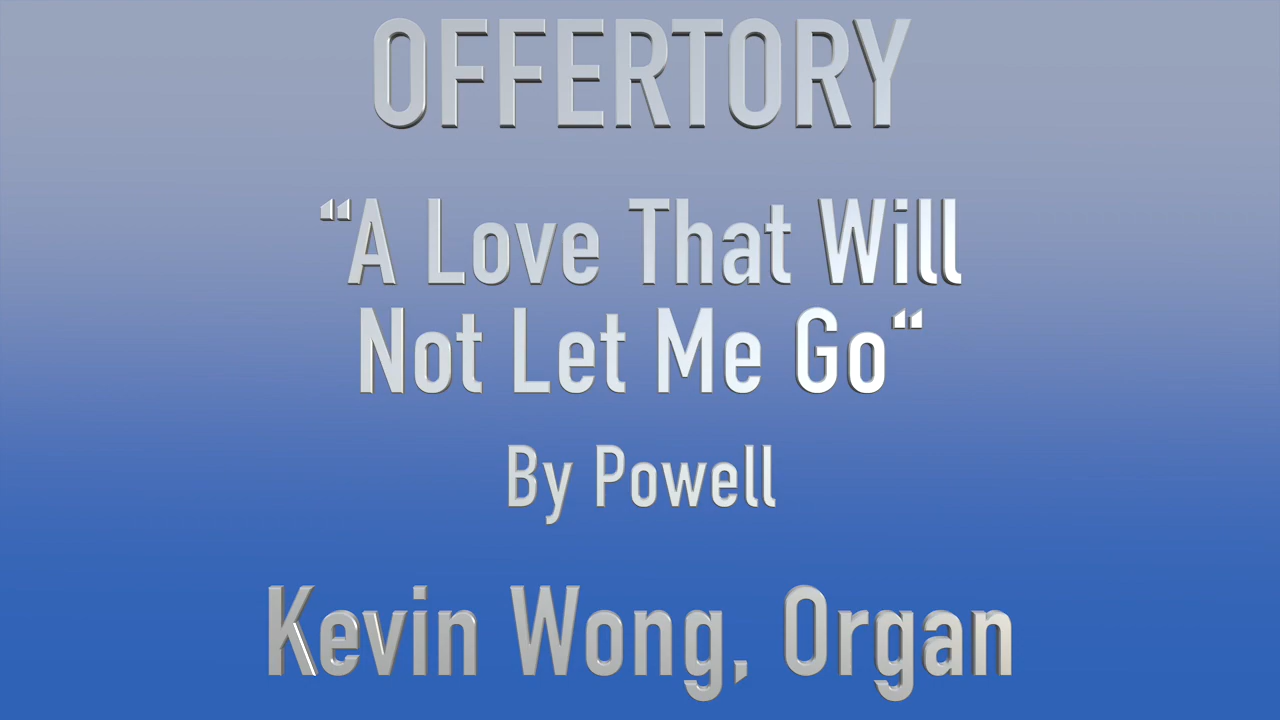 OFFERTORY
“A Love That Will
Not Let Me Go“
By Powell
Kevin Wong, Organ